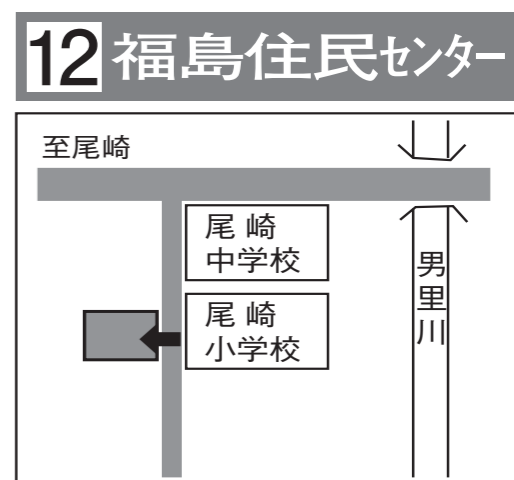 12 福島住民センター
至尾崎
尾崎
中学校
尾崎
小学校
男里川